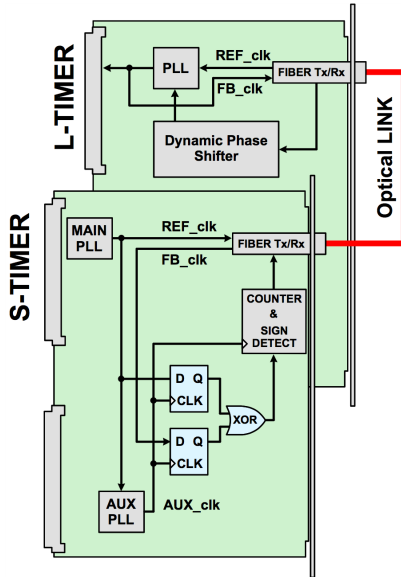 L-TIMER
PLL
REF_clk
FB_clk
FIBER Tx/Rx
Dynamic Phase
Shifter
Optical LINK
S-TIMER
MAIN
PLL
REF_clk
FB_clk
FIBER Tx/Rx
COUNTER
&
SIGN
DETECT
D Q
CLK
XOR
D Q
CLK
AUX
PLL
AUX_clk